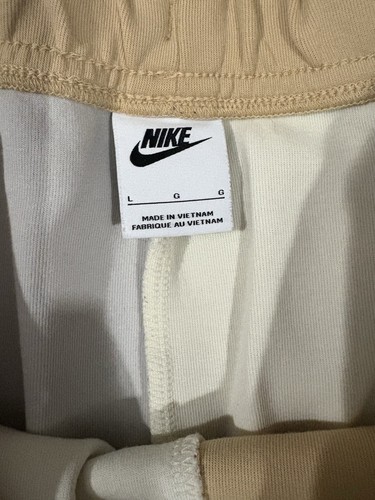 NIKE
L G G
MADE IN VIETNAM
FABRIQUE AU VIETNAM